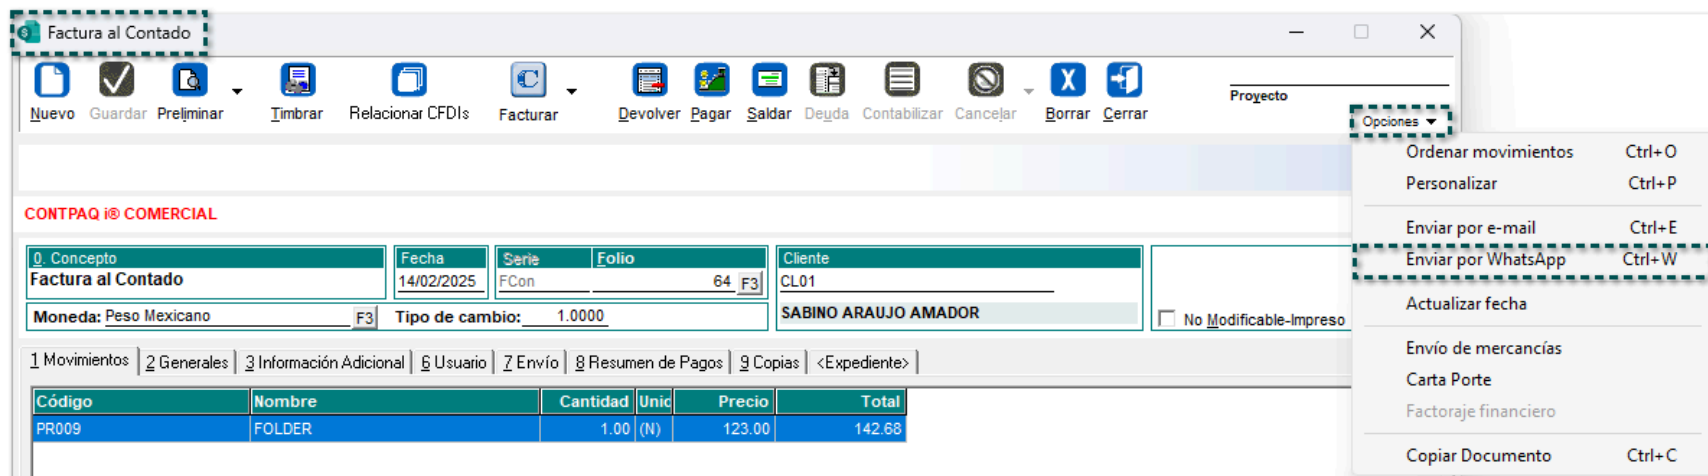 Factura al Contado
Nuevo Guardar Preliminar Timbrar Relacionar CFDIs Facturar Devolver Pagar Saldar Deuda Contabilizar Cancelar Borrar Cerrar
Proyecto
Opciones
Ordenar movimientos Ctrl+O
Personalizar Ctrl+P
Enviar por e-mail Ctrl+E
Enviar por WhatsApp Ctrl+W
Actualizar fecha
Envío de mercancías
Carta Porte
Factoraje financiero
Copiar Documento Ctrl+C
CONTPAQ i® COMERCIAL
0. Concepto Fecha Serie Folio Cliente
Factura al Contado 14/02/2025 FCon 64 F3 CL01
Moneda: Peso Mexicano F3 Tipo de cambio: 1.0000 SABINO ARAUJO AMADOR No Modificable-Impreso
1 Movimientos 2 Generales 3 Información Adicional 6 Usuario 7 Envío 8 Resumen de Pagos 9 Copias <Expediente>
Código Nombre Cantidad Unid Precio Total
PR009 FOLDER 1.00 (N) 123.00 142.68